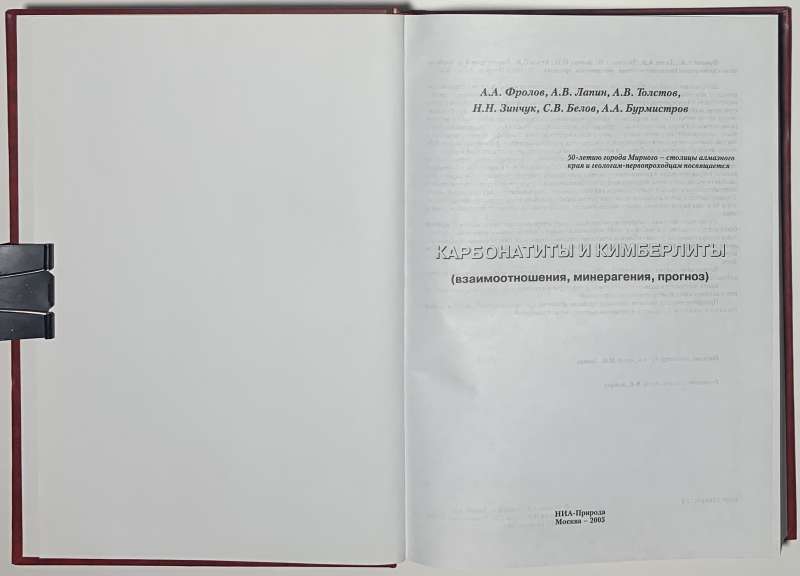 А.А. Фролов, А.В. Лапин, А.В. Толстов,
Н.Н. Зинчук, С.В. Белов, А.А. Бурмистров
50-летию города Мирного – столицы алмазного
края и геологам-первопроходцам посвящается
КАРБОНАТИТЫ И КИМБЕРЛИТЫ
(взаимоотношения, минерагения, прогноз)
НИА-Природа
Москва – 2005